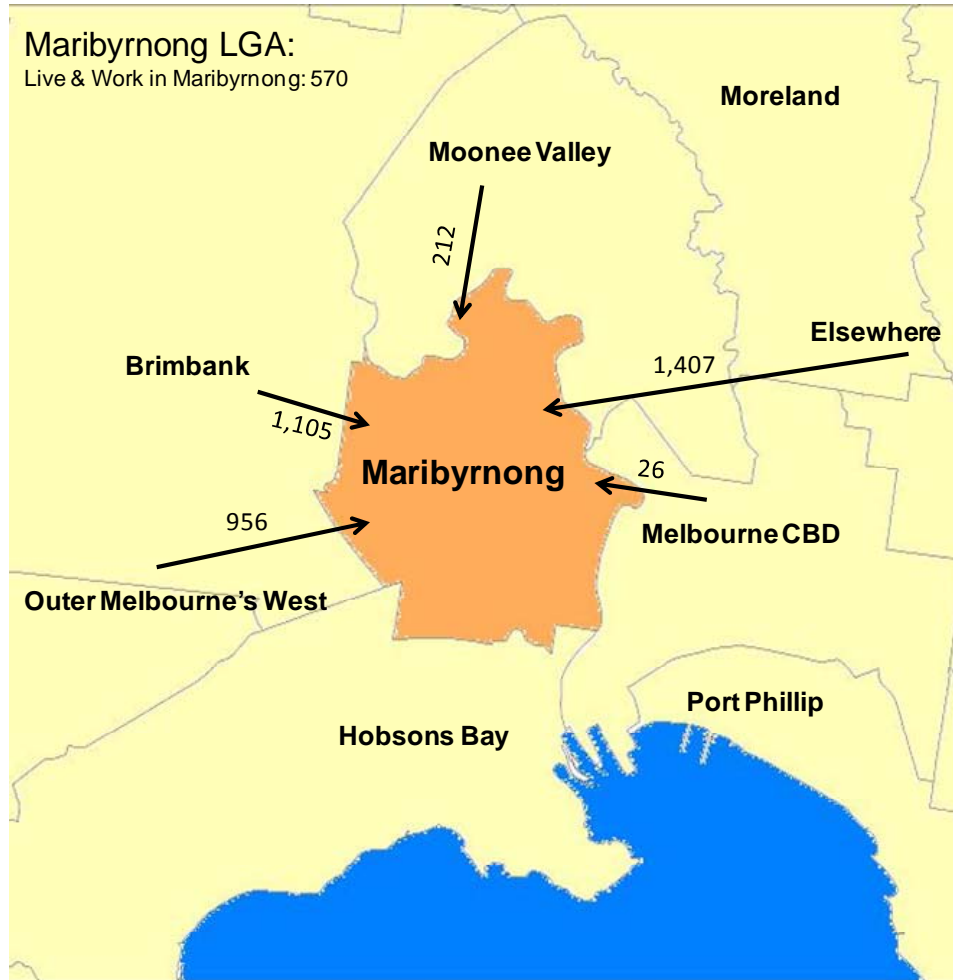 Maribyrnong LGA:
Live & Work in Maribyrnong: 570
Moreland
Moonee Valley
212
Elsewhere
1,407
Brimbank
1,105
Maribyrnong
26
956
Melbourne CBD
Outer Melbourne’s West
Port Phillip
Hobsons Bay